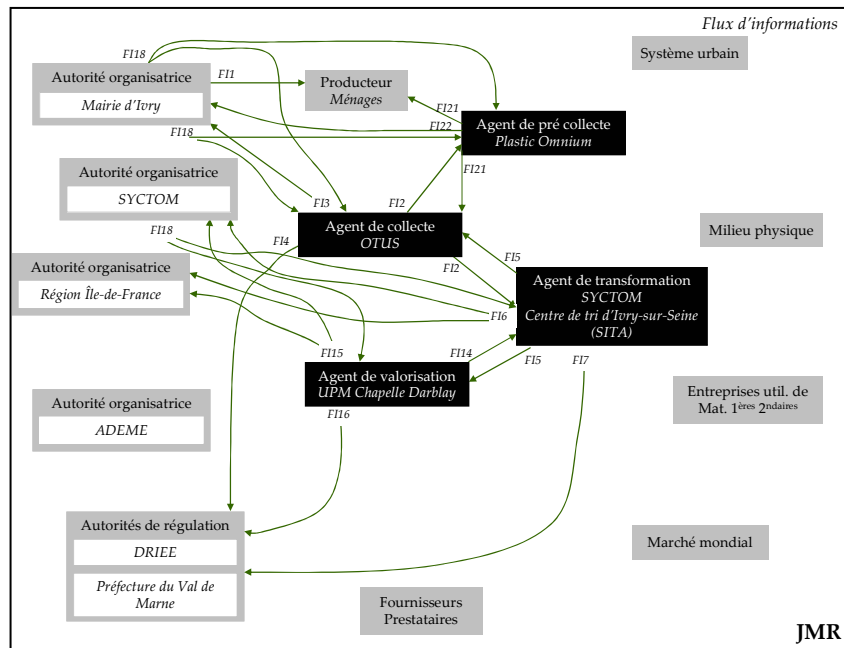 Flux d'informations
FI18
Système urbain
Autorité organisatrice
Mairie d'Ivry
FI1
Producteur
Ménages
FI21
FI22
Agent de pré collecte
Plastic Omnium
FI18
FI21
Autorité organisatrice
SYCTOM
FI3
FI2
FI18
Agent de collecte
OTUS
FI4
FI5
FI2
Milieu physique
Autorité organisatrice
Région Île-de-France
Agent de transformation
SYCTOM
Centre de tri d'Ivry-sur-Seine
(SITA)
FI6
FI15
FI14
FI5
FI7
Agent de valorisation
UPM Chapelle Darblay
FI16
Entreprises util. de
Mat. 1ères 2ndaires
Autorité organisatrice
ADEME
Autorités de régulation
DRIEE
Préfecture du Val de
Marne
Marché mondial
Fournisseurs
Prestataires
JMR